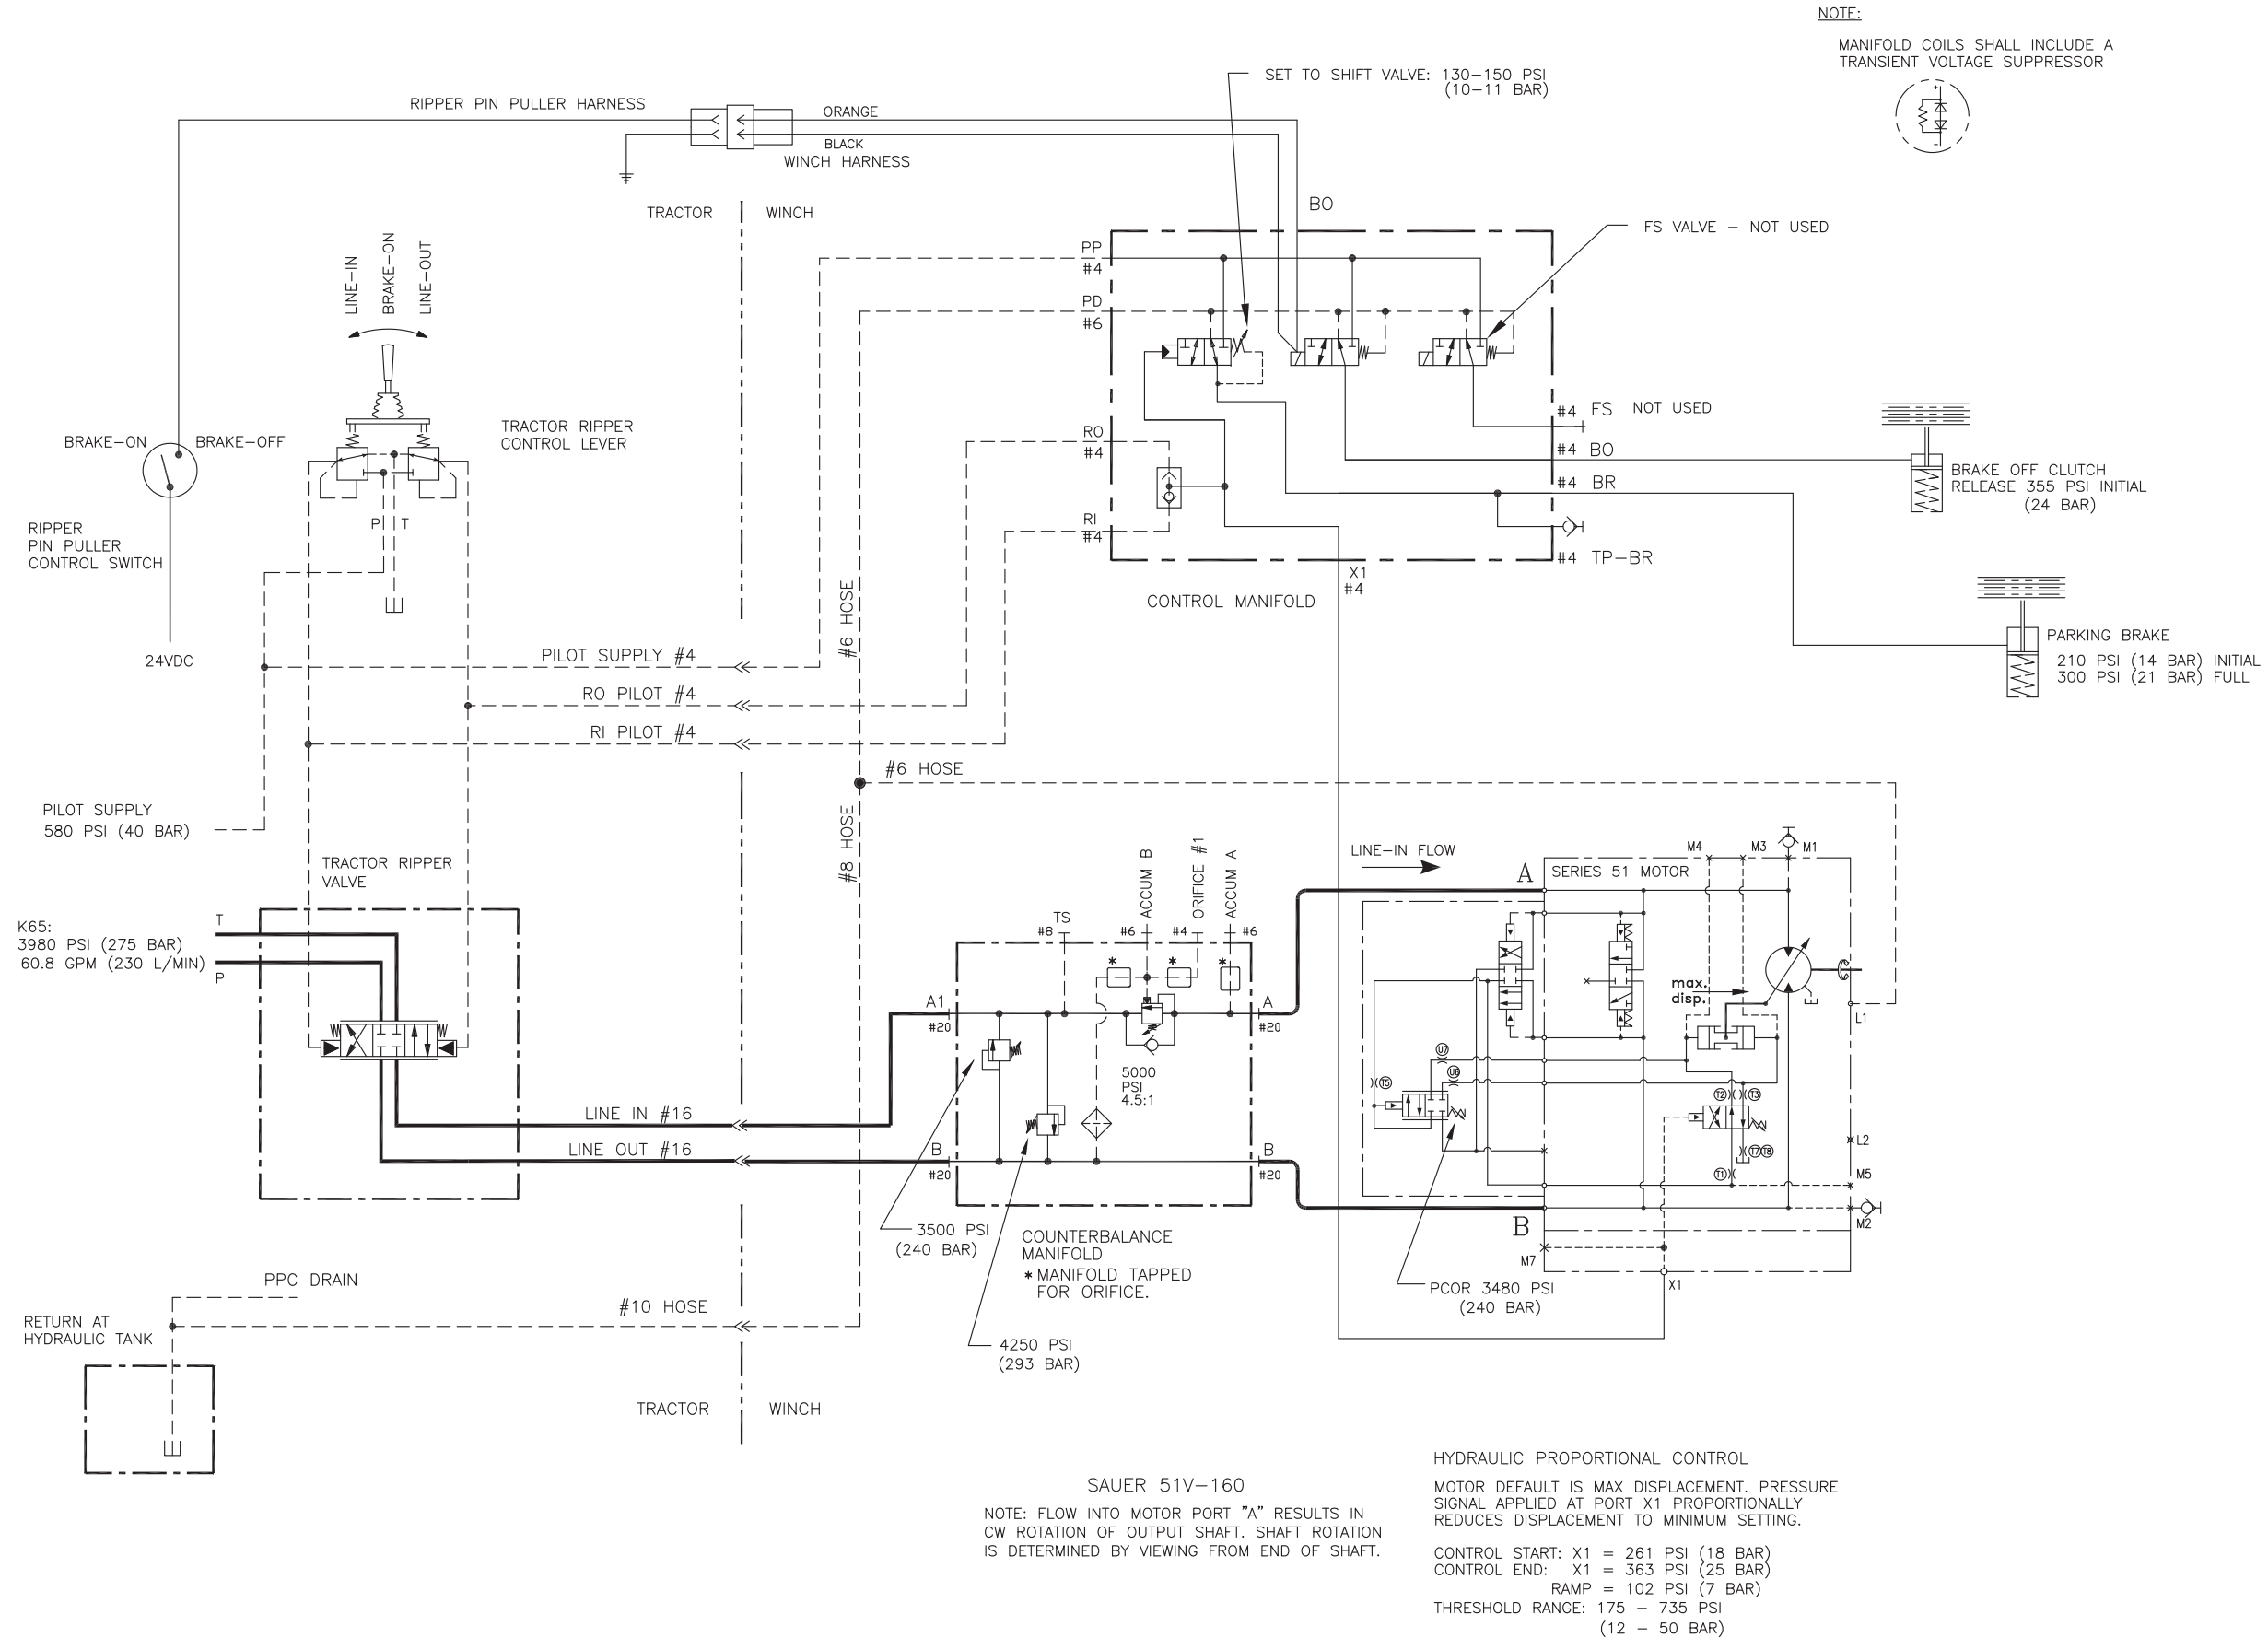 NOTE:
MANIFOLD COILS SHALL INCLUDE A
TRANSIENT VOLTAGE SUPPRESSOR
+
-
SET TO SHIFT VALVE: 130-150 PSI
(10-11 BAR)
RIPPER PIN PULLER HARNESS
ORANGE
BLACK
WINCH HARNESS
TRACTOR
WINCH
BO
FS VALVE - NOT USED
LINE-IN
BRAKE-ON
LINE-OUT
PP
#4
PD
#6
TRACTOR RIPPER
CONTROL LEVER
BRAKE-ON
BRAKE-OFF
P
T
RIPPER
PIN PULLER
CONTROL SWITCH
24VDC
RO
#4
RI
#4
#4 FS NOT USED
#4 BO
#4 BR
#4 TP-BR
X1
#4
CONTROL MANIFOLD
BRAKE OFF CLUTCH
RELEASE 355 PSI INITIAL
(24 BAR)
PARKING BRAKE
210 PSI (14 BAR) INITIAL
300 PSI (21 BAR) FULL
#6 HOSE
PILOT SUPPLY #4
RO PILOT #4
RI PILOT #4
#6 HOSE
#8 HOSE
PILOT SUPPLY
580 PSI (40 BAR)
TRACTOR RIPPER
VALVE
K65:
3980 PSI (275 BAR)
60.8 GPM (230 L/MIN)
T
P
LINE IN #16
LINE OUT #16
TS
#8
ACCUM B
#6
ORIFICE #1
#4
ACCUM A
#6
*
*
*
A1
#20
A
#20
B
#20
B
#20
5000
PSI
4.5:1
3500 PSI
(240 BAR)
4250 PSI
(293 BAR)
COUNTERBALANCE
MANIFOLD
* MANIFOLD TAPPED
FOR ORIFICE.
LINE-IN FLOW
A
B
SERIES 51 MOTOR
M4
M3
M1
max.
disp.
L1
L2
M5
M2
M7
X1
U7
U6
T5
T2
T3
T7
T8
T1
PCOR 3480 PSI
(240 BAR)
PPC DRAIN
RETURN AT
HYDRAULIC TANK
#10 HOSE
TRACTOR
WINCH
SAUER 51V-160
NOTE: FLOW INTO MOTOR PORT "A" RESULTS IN
CW ROTATION OF OUTPUT SHAFT. SHAFT ROTATION
IS DETERMINED BY VIEWING FROM END OF SHAFT.
HYDRAULIC PROPORTIONAL CONTROL
MOTOR DEFAULT IS MAX DISPLACEMENT. PRESSURE
SIGNAL APPLIED AT PORT X1 PROPORTIONALLY
REDUCES DISPLACEMENT TO MINIMUM SETTING.
CONTROL START: X1 = 261 PSI (18 BAR)
CONTROL END: X1 = 363 PSI (25 BAR)
RAMP = 102 PSI (7 BAR)
THRESHOLD RANGE: 175 - 735 PSI
(12 - 50 BAR)